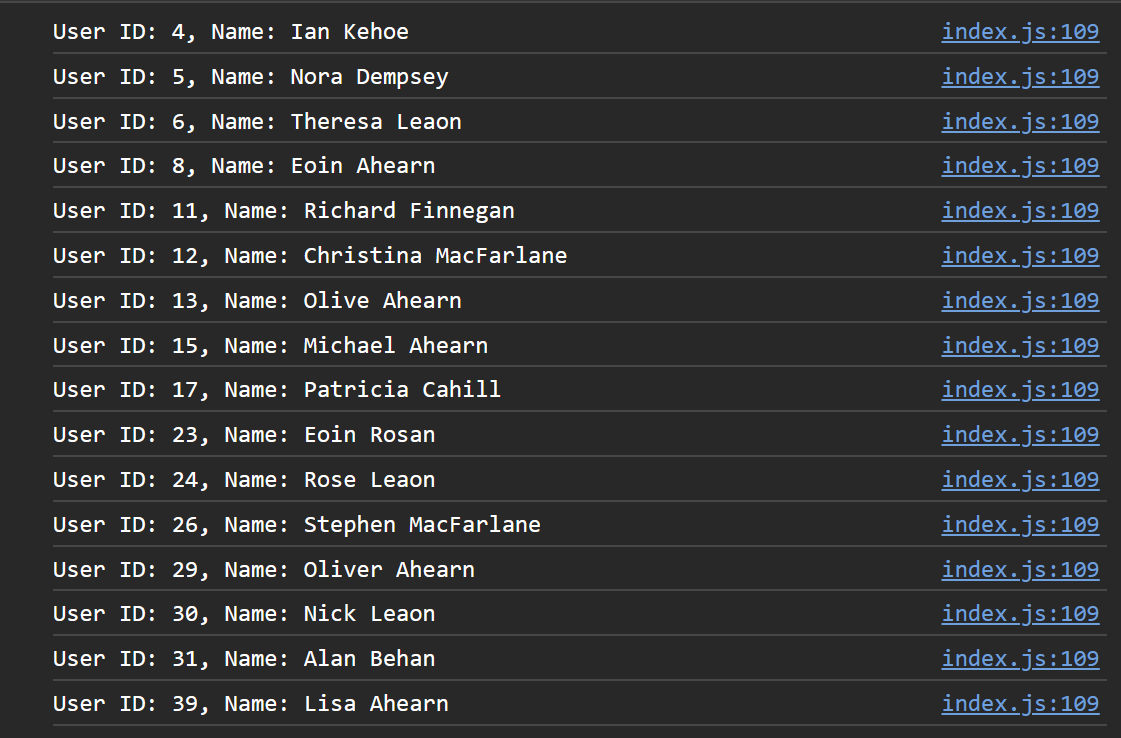 User ID: 4, Name: Ian Kehoe index.js:109
User ID: 5, Name: Nora Dempsey index.js:109
User ID: 6, Name: Theresa Leaon index.js:109
User ID: 8, Name: Eoin Ahearn index.js:109
User ID: 11, Name: Richard Finnegan index.js:109
User ID: 12, Name: Christina MacFarlane index.js:109
User ID: 13, Name: Olive Ahearn index.js:109
User ID: 15, Name: Michael Ahearn index.js:109
User ID: 17, Name: Patricia Cahill index.js:109
User ID: 23, Name: Eoin Rosan index.js:109
User ID: 24, Name: Rose Leaon index.js:109
User ID: 26, Name: Stephen MacFarlane index.js:109
User ID: 29, Name: Oliver Ahearn index.js:109
User ID: 30, Name: Nick Leaon index.js:109
User ID: 31, Name: Alan Behan index.js:109
User ID: 39, Name: Lisa Ahearn index.js:109